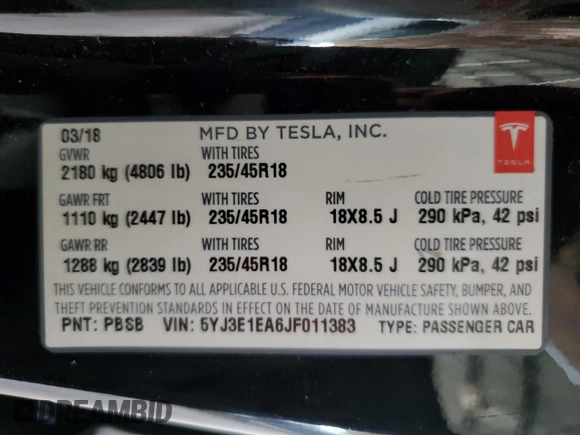 03/18 MFD BY TESLA, INC.
GVWR WITH TIRES
2180 kg (4806 lb) 235/45R18
TESLA
GAWR FRT WITH TIRES RIM COLD TIRE PRESSURE
1110 kg (2447 lb) 235/45R18 18X8.5 J 290 kPa, 42 psi
GAWR RR WITH TIRES RIM COLD TIRE PRESSURE
1288 kg (2839 lb) 235/45R18 18X8.5 J 290 kPa, 42 psi
THIS VEHICLE CONFORMS TO ALL APPLICABLE U.S. FEDERAL MOTOR VEHICLE SAFETY, BUMPER, AND
THEFT PREVENTION STANDARDS IN EFFECT ON THE DATE OF MANUFACTURE SHOWN ABOVE.
PNT: PBSB VIN: 5YJ3E1EA6JF011383 TYPE: PASSENGER CAR
DREAMBID